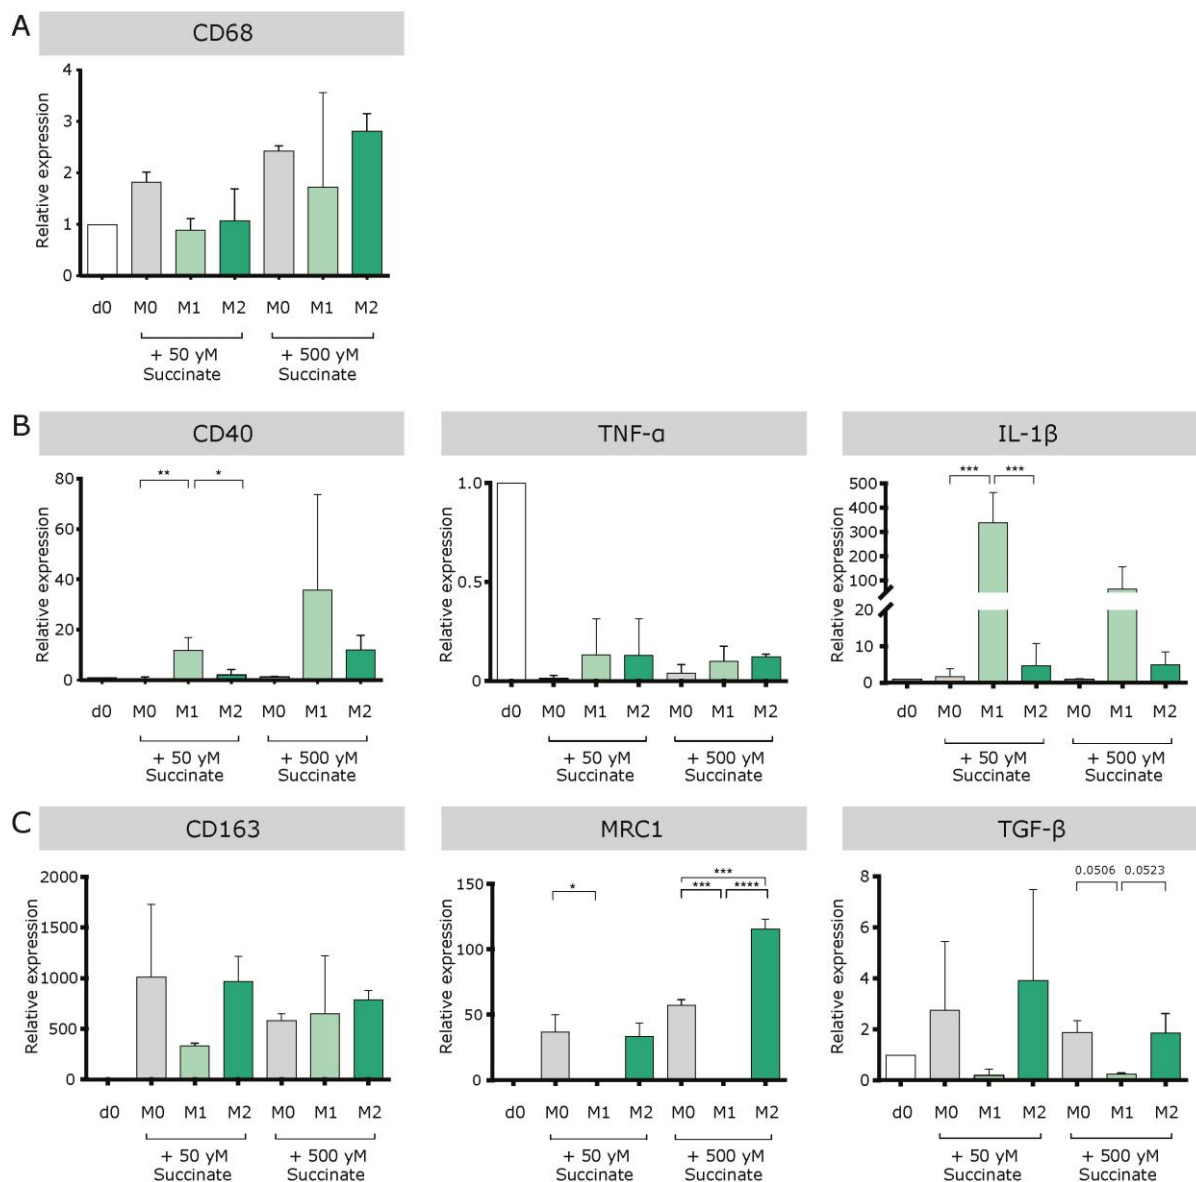 A
CD68
Relative expression
4
3
2
1
0
d0 M0 M1 M2 M0 M1 M2
+ 50 yM + 500 yM
Succinate Succinate
B
CD40
Relative expression
80
60
40
20
0
** *
d0 M0 M1 M2 M0 M1 M2
+ 50 yM + 500 yM
Succinate Succinate
TNF-α
Relative expression
1.0
0.5
0
d0 M0 M1 M2 M0 M1 M2
+ 50 yM + 500 yM
Succinate Succinate
IL-1β
Relative expression
500
400
300
200
100
20
10
0
*** ***
d0 M0 M1 M2 M0 M1 M2
+ 50 yM + 500 yM
Succinate Succinate
C
CD163
Relative expression
2000
1500
1000
500
0
d0 M0 M1 M2 M0 M1 M2
+ 50 yM + 500 yM
Succinate Succinate
MRC1
Relative expression
150
100
50
0
***
* *** ****
d0 M0 M1 M2 M0 M1 M2
+ 50 yM + 500 yM
Succinate Succinate
TGF-β
Relative expression
8
6
4
2
0
0.0506 0.0523
d0 M0 M1 M2 M0 M1 M2
+ 50 yM + 500 yM
Succinate Succinate